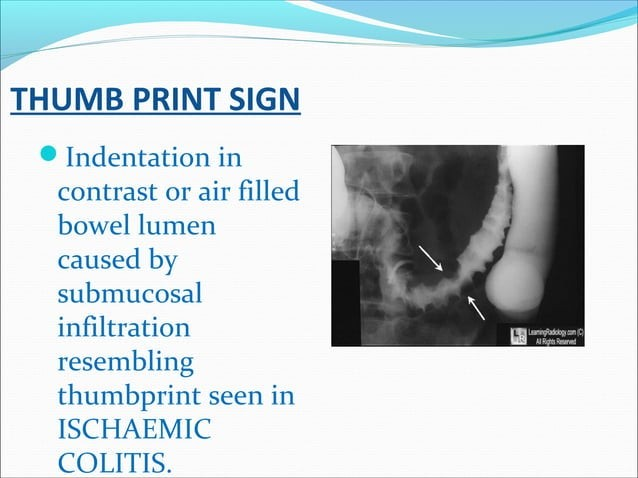 THUMB PRINT SIGN
Indentation in
contrast or air filled
bowel lumen
caused by
submucosal
infiltration
resembling
thumbprint seen in
ISCHAEMIC
COLITIS.
LearningRadiology.com (C)
All Rights Reserved